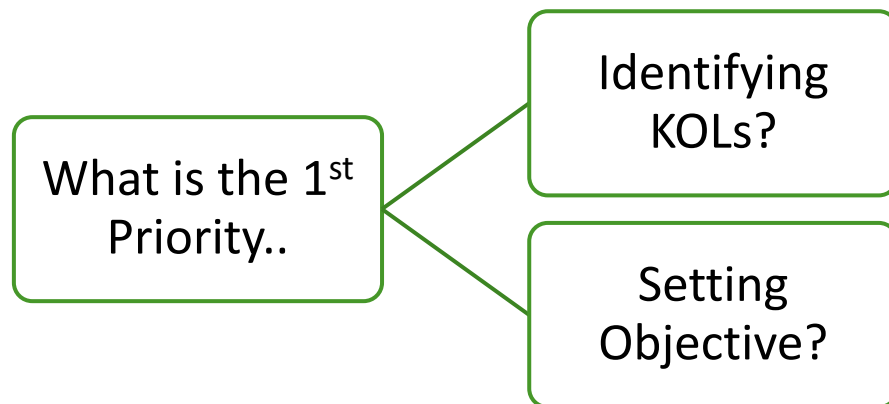 What is the 1st
Priority..
Identifying
KOLs?
Setting
Objective?